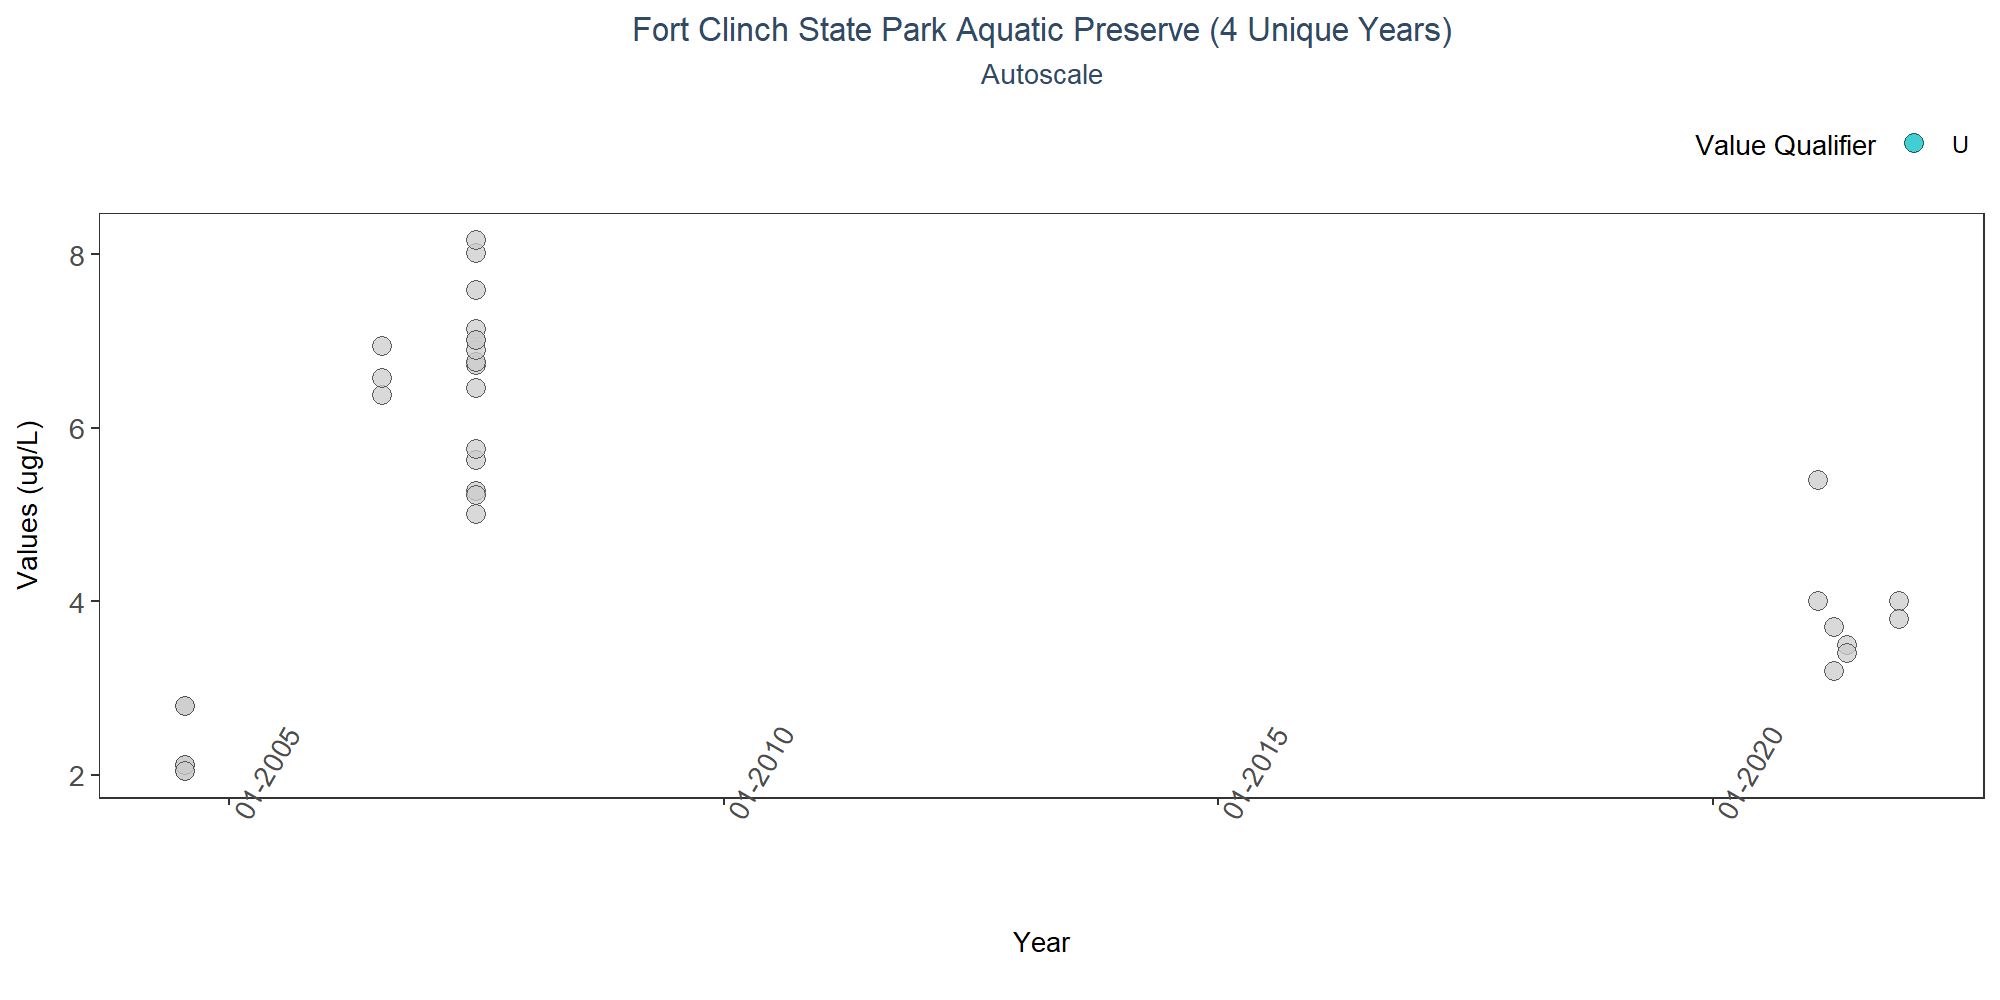 Fort Clinch State Park Aquatic Preserve (4 Unique Years)
Autoscale
Value Qualifier U
8
6
4
2
Values (ug/L)
01-2005
01-2010
01-2015
01-2020
Year